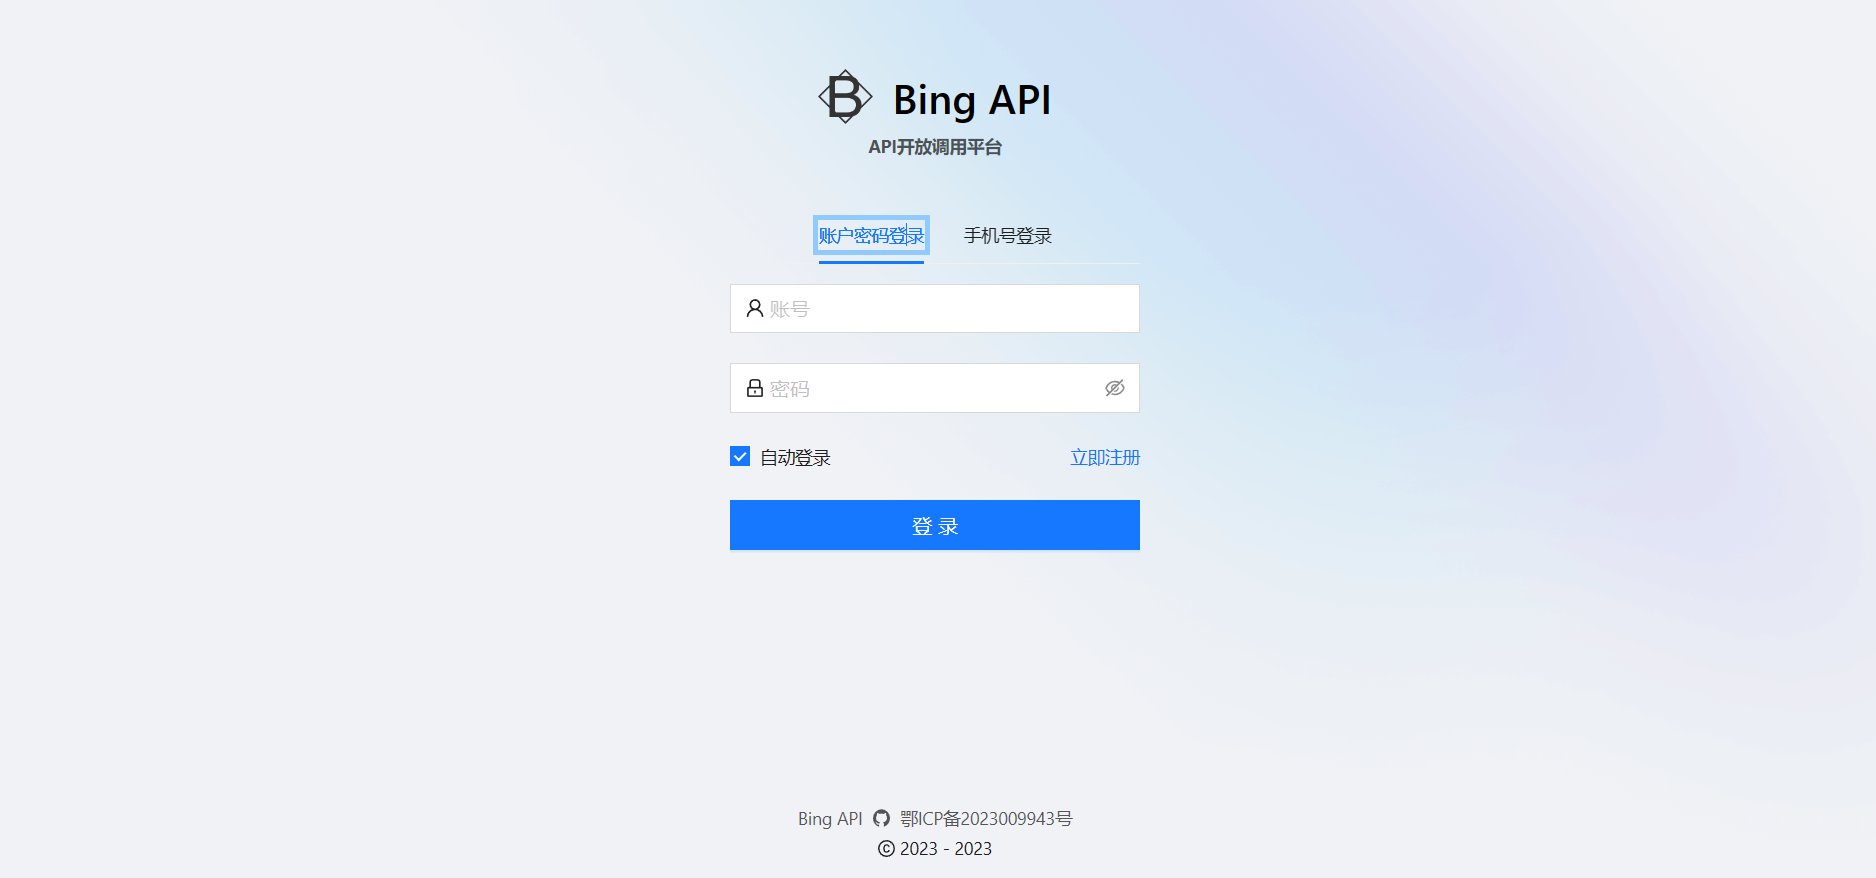 B Bing API
API开放调用平台
账户密码登录 手机号登录
账号
密码
自动登录 立即注册
登 录
Bing API 鄂ICP备2023009943号
© 2023 - 2023